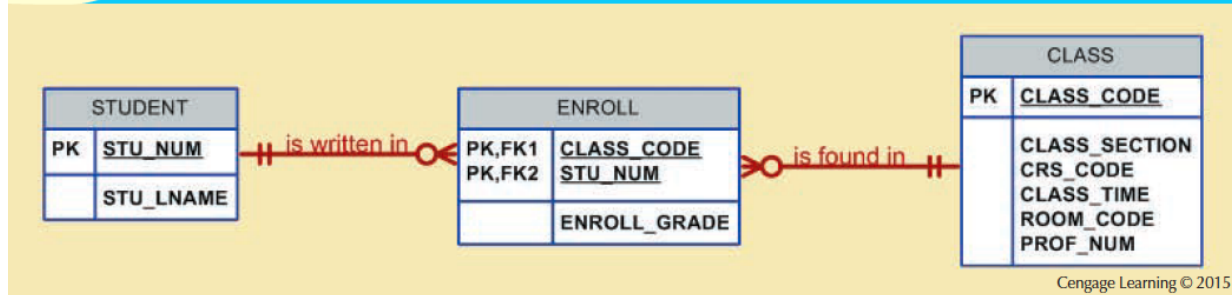 STUDENT
PK STU_NUM
STU_LNAME
is written in
ENROLL
PK,FK1 CLASS_CODE
PK,FK2 STU_NUM
ENROLL_GRADE
is found in
CLASS
PK CLASS_CODE
CLASS_SECTION
CRS_CODE
CLASS_TIME
ROOM_CODE
PROF_NUM
Cengage Learning © 2015